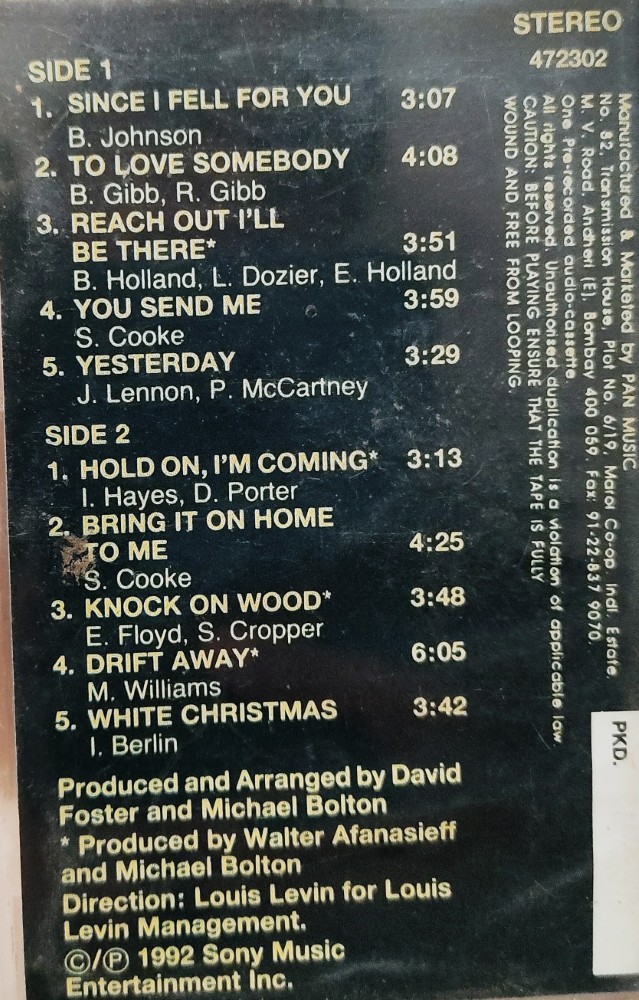 STEREO
472302
SIDE 1
1. SINCE I FELL FOR YOU 3:07
B. Johnson
2. TO LOVE SOMEBODY 4:08
B. Gibb, R. Gibb
3. REACH OUT I'LL
BE THERE* 3:51
B. Holland, L. Dozier, E. Holland
4. YOU SEND ME 3:59
S. Cooke
5. YESTERDAY 3:29
J. Lennon, P. McCartney
SIDE 2
1. HOLD ON, I'M COMING* 3:13
I. Hayes, D. Porter
2. BRING IT ON HOME
TO ME 4:25
S. Cooke
3. KNOCK ON WOOD* 3:48
E. Floyd, S. Cropper
4. DRIFT AWAY* 6:05
M. Williams
5. WHITE CHRISTMAS 3:42
I. Berlin
Produced and Arranged by David
Foster and Michael Bolton
* Produced by Walter Afanasieff
and Michael Bolton
Direction: Louis Levin for Louis
Levin Management.
©/℗ 1992 Sony Music
Entertainment Inc.
Manufactured & Marketed by PAN MUSIC
No. 82, Transmission House, Plot No. 6/19, Marol Co-op. Indl. Estate,
M. V. Road, Andheri (E), Bombay 400 059. Fax: 91-22-837 9070.
One Pre-recorded audio-cassette.
All rights reserved. Unauthorised duplication is a violation of applicable law.
CAUTION: BEFORE PLAYING ENSURE THAT THE TAPE IS FULLY
WOUND AND FREE FROM LOOPING.
PKD.